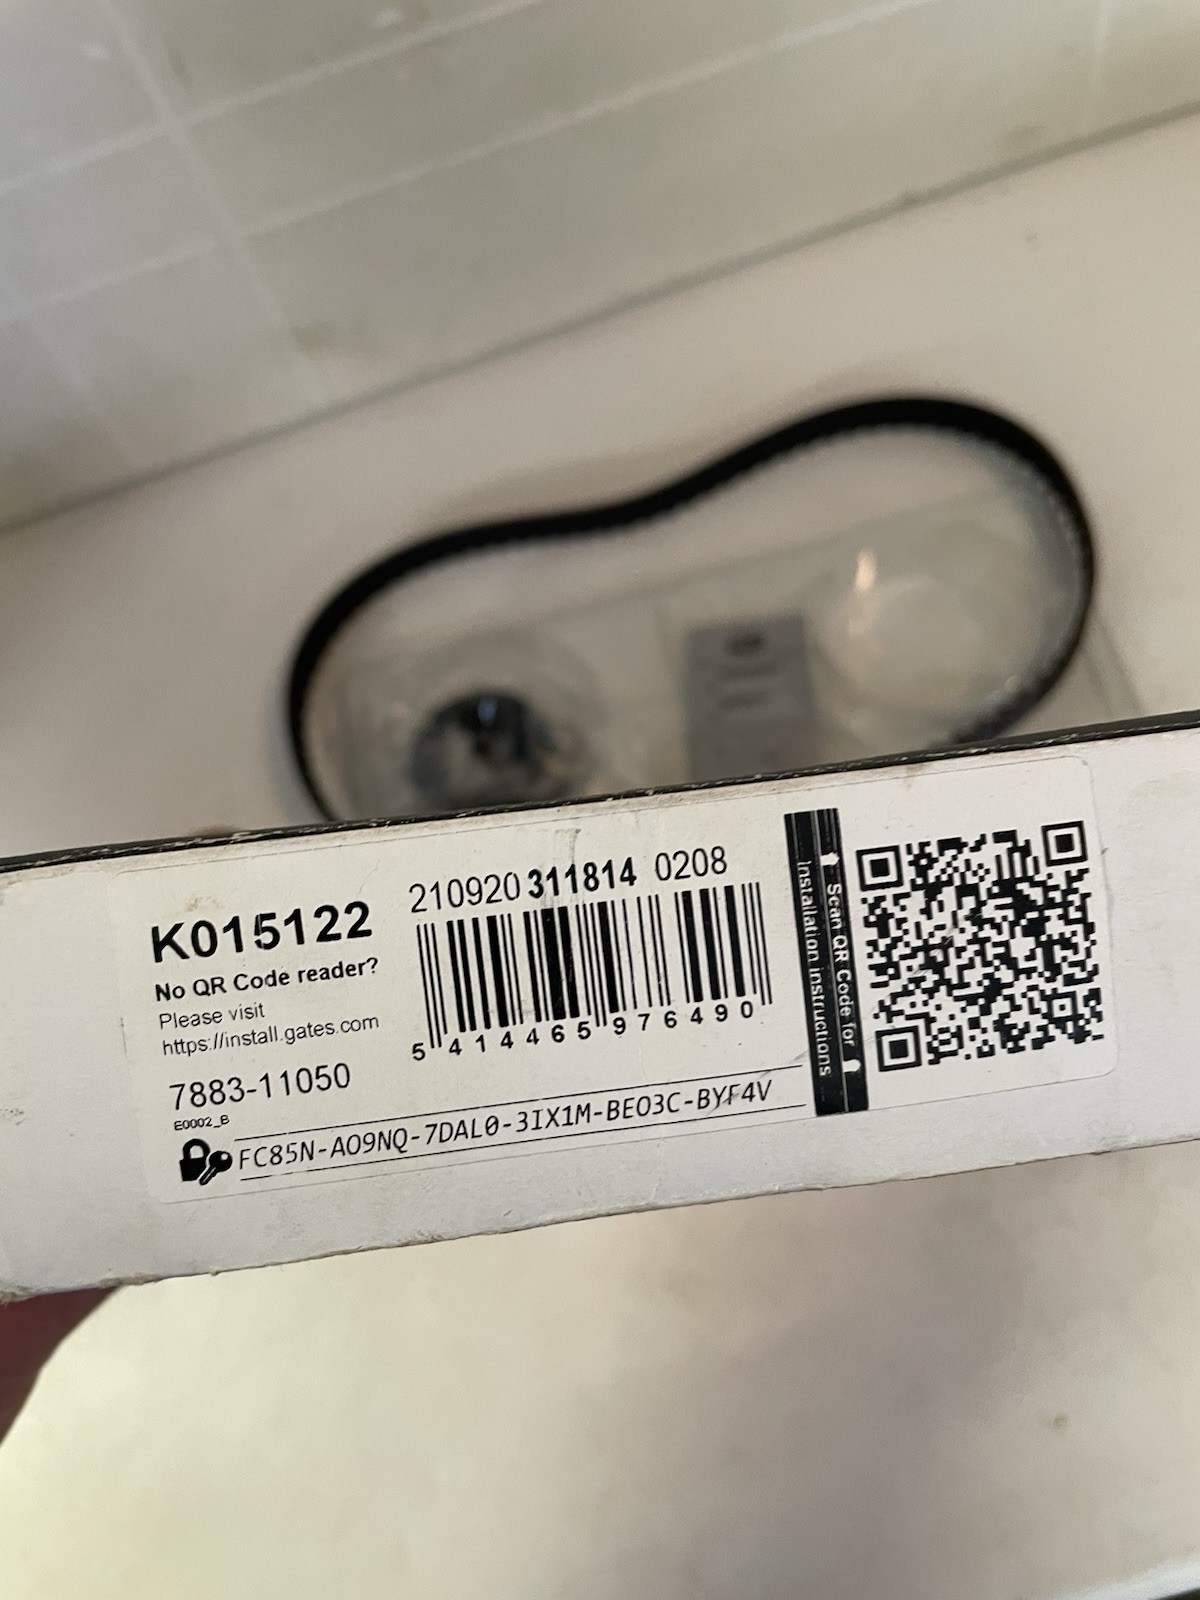 K015122
No QR Code reader?
Please visit
https://install.gates.com
7883-11050
E0002_B
210920 311814 0208
5 414465 976490
FC85N-AO9NQ-7DAL0-3IX1M-BEO3C-BYF4V
Scan QR Code for
Installation instructions